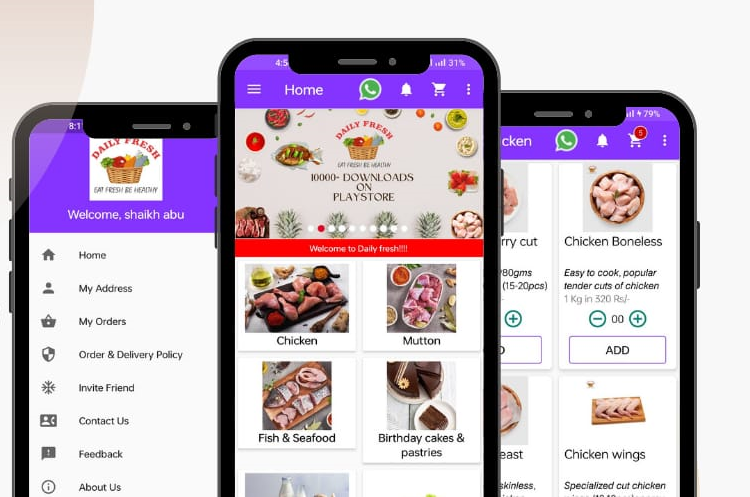 8:1
DAILY FRESH
EAT FRESH BE HEALTHY
Welcome, shaikh abu
Home
My Address
My Orders
Order & Delivery Policy
Invite Friend
Contact Us
Feedback
About Us
4:5
31%
Home
DAILY FRESH
EAT FRESH BE HEALTHY
10000+ DOWNLOADS
ON
PLAYSTORE
Welcome to Daily fresh!!!!
Chicken
Mutton
Fish & Seafood
Birthday cakes &
pastries
79%
cken
5
rry cut
80gms
(15-20pcs)
Chicken Boneless
Easy to cook, popular
tender cuts of chicken
1 Kg in 320 Rs/-
00
ADD
east
skinless,
Chicken wings
Specialized cut chicken